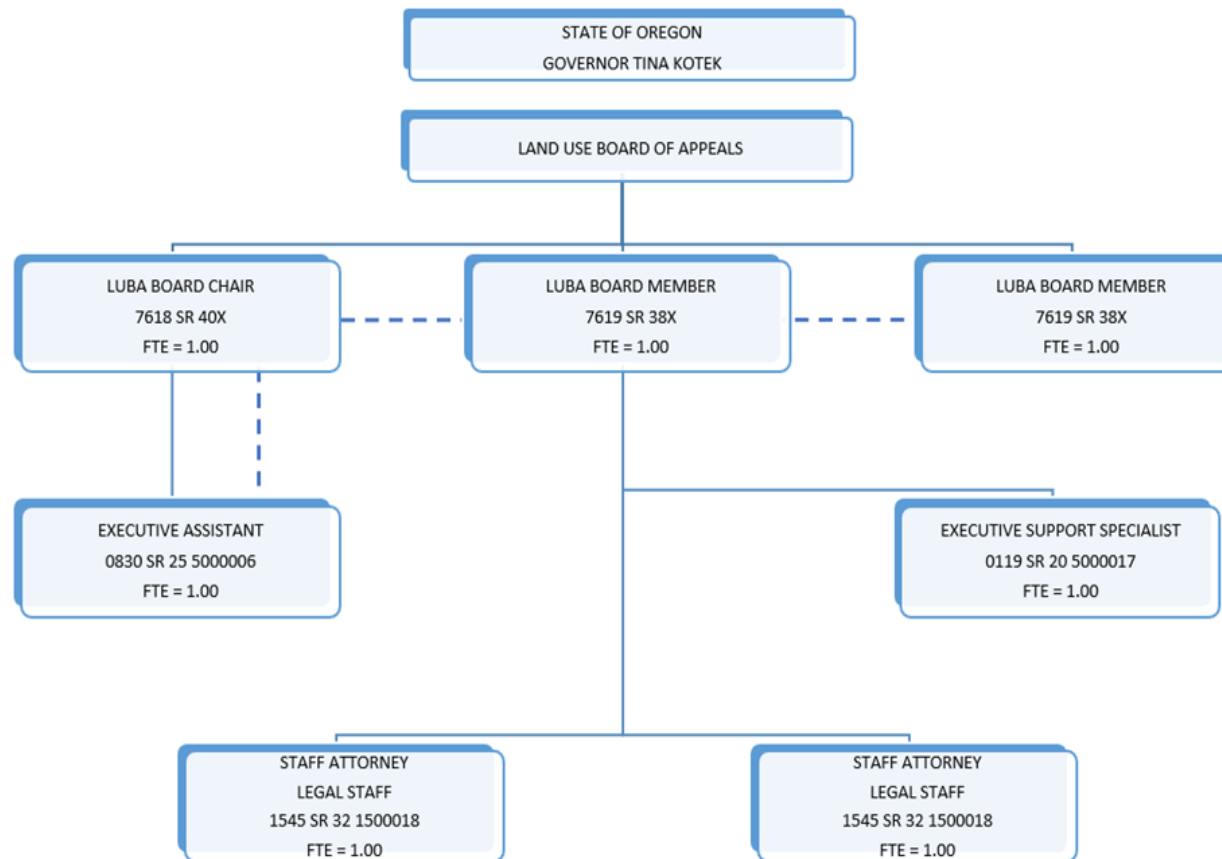 STATE OF OREGON
GOVERNOR TINA KOTEK
LAND USE BOARD OF APPEALS
LUBA BOARD CHAIR
7618 SR 40X
FTE = 1.00
LUBA BOARD MEMBER
7619 SR 38X
FTE = 1.00
LUBA BOARD MEMBER
7619 SR 38X
FTE = 1.00
EXECUTIVE ASSISTANT
0830 SR 25 5000006
FTE = 1.00
EXECUTIVE SUPPORT SPECIALIST
0119 SR 20 5000017
FTE = 1.00
STAFF ATTORNEY
LEGAL STAFF
1545 SR 32 1500018
FTE = 1.00
STAFF ATTORNEY
LEGAL STAFF
1545 SR 32 1500018
FTE = 1.00